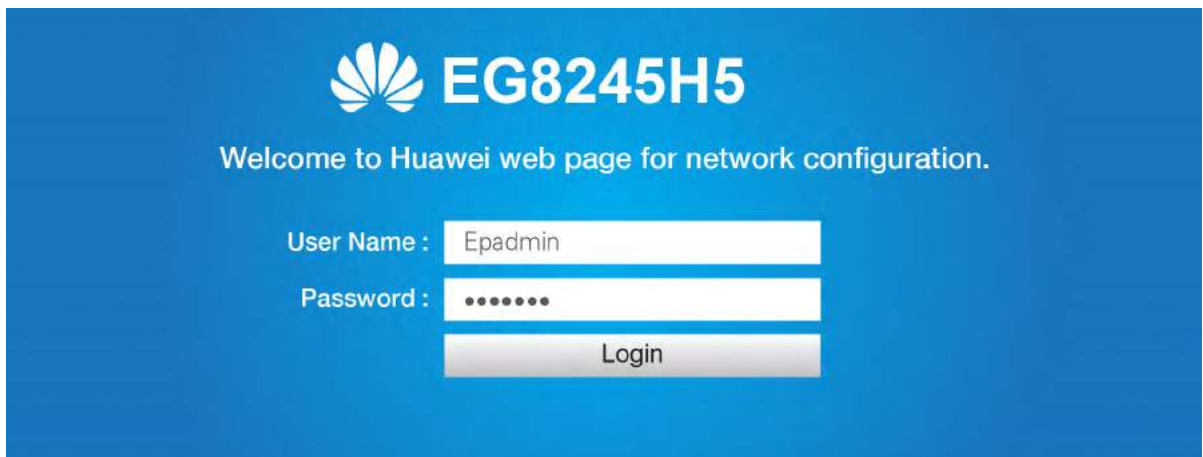 EG8245H5
Welcome to Huawei web page for network configuration.
User Name : Epadmin
Password : •••••••
Login